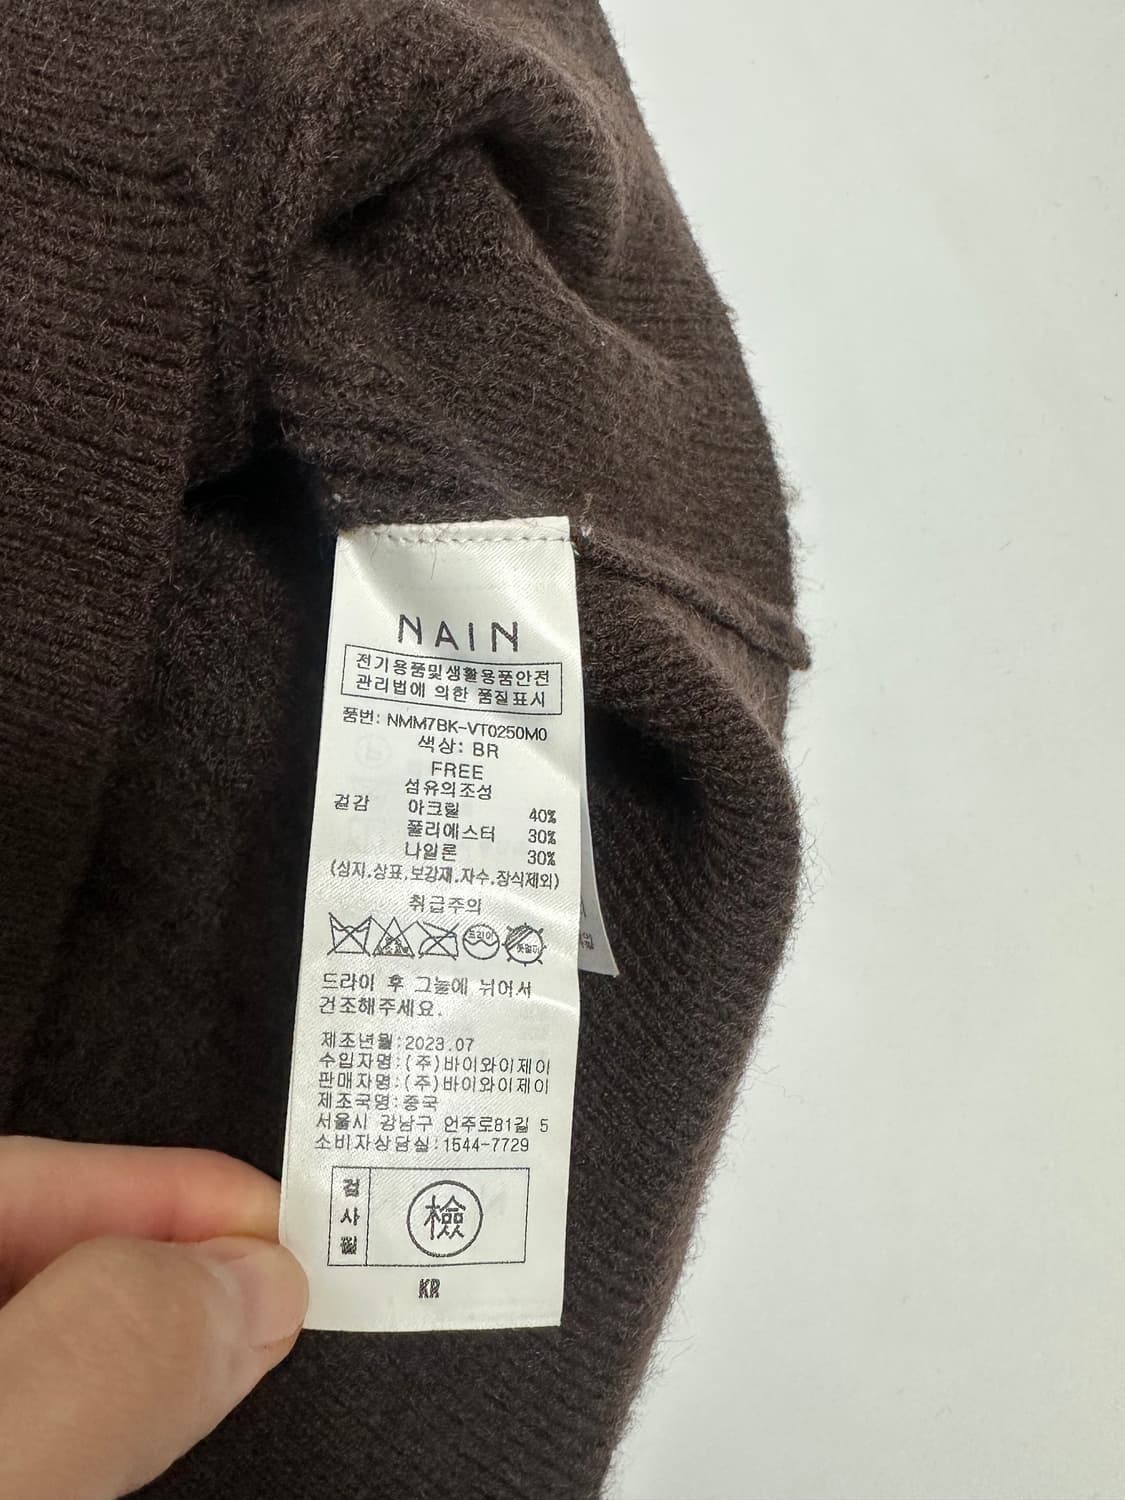 NAIN
전기용품및생활용품안전
관리법에 의한 품질표시
품번: NMM7BK-VT0250M0
색상: BR
FREE
섬유의조성
겉감 아크릴 40%
폴리에스터 30%
나일론 30%
(심지.상표.보강재.자수.장식제외)
취급주의
드라이
드라이 후 그늘에 뉘어서
건조해주세요.
제조년월:2023.07
수입자명:(주)바이와이제이
판매자명:(주)바이와이제이
제조국명:중국
서울시 강남구 언주로81길 5
소비자상담실:1544-7729
검사필
檢
KR